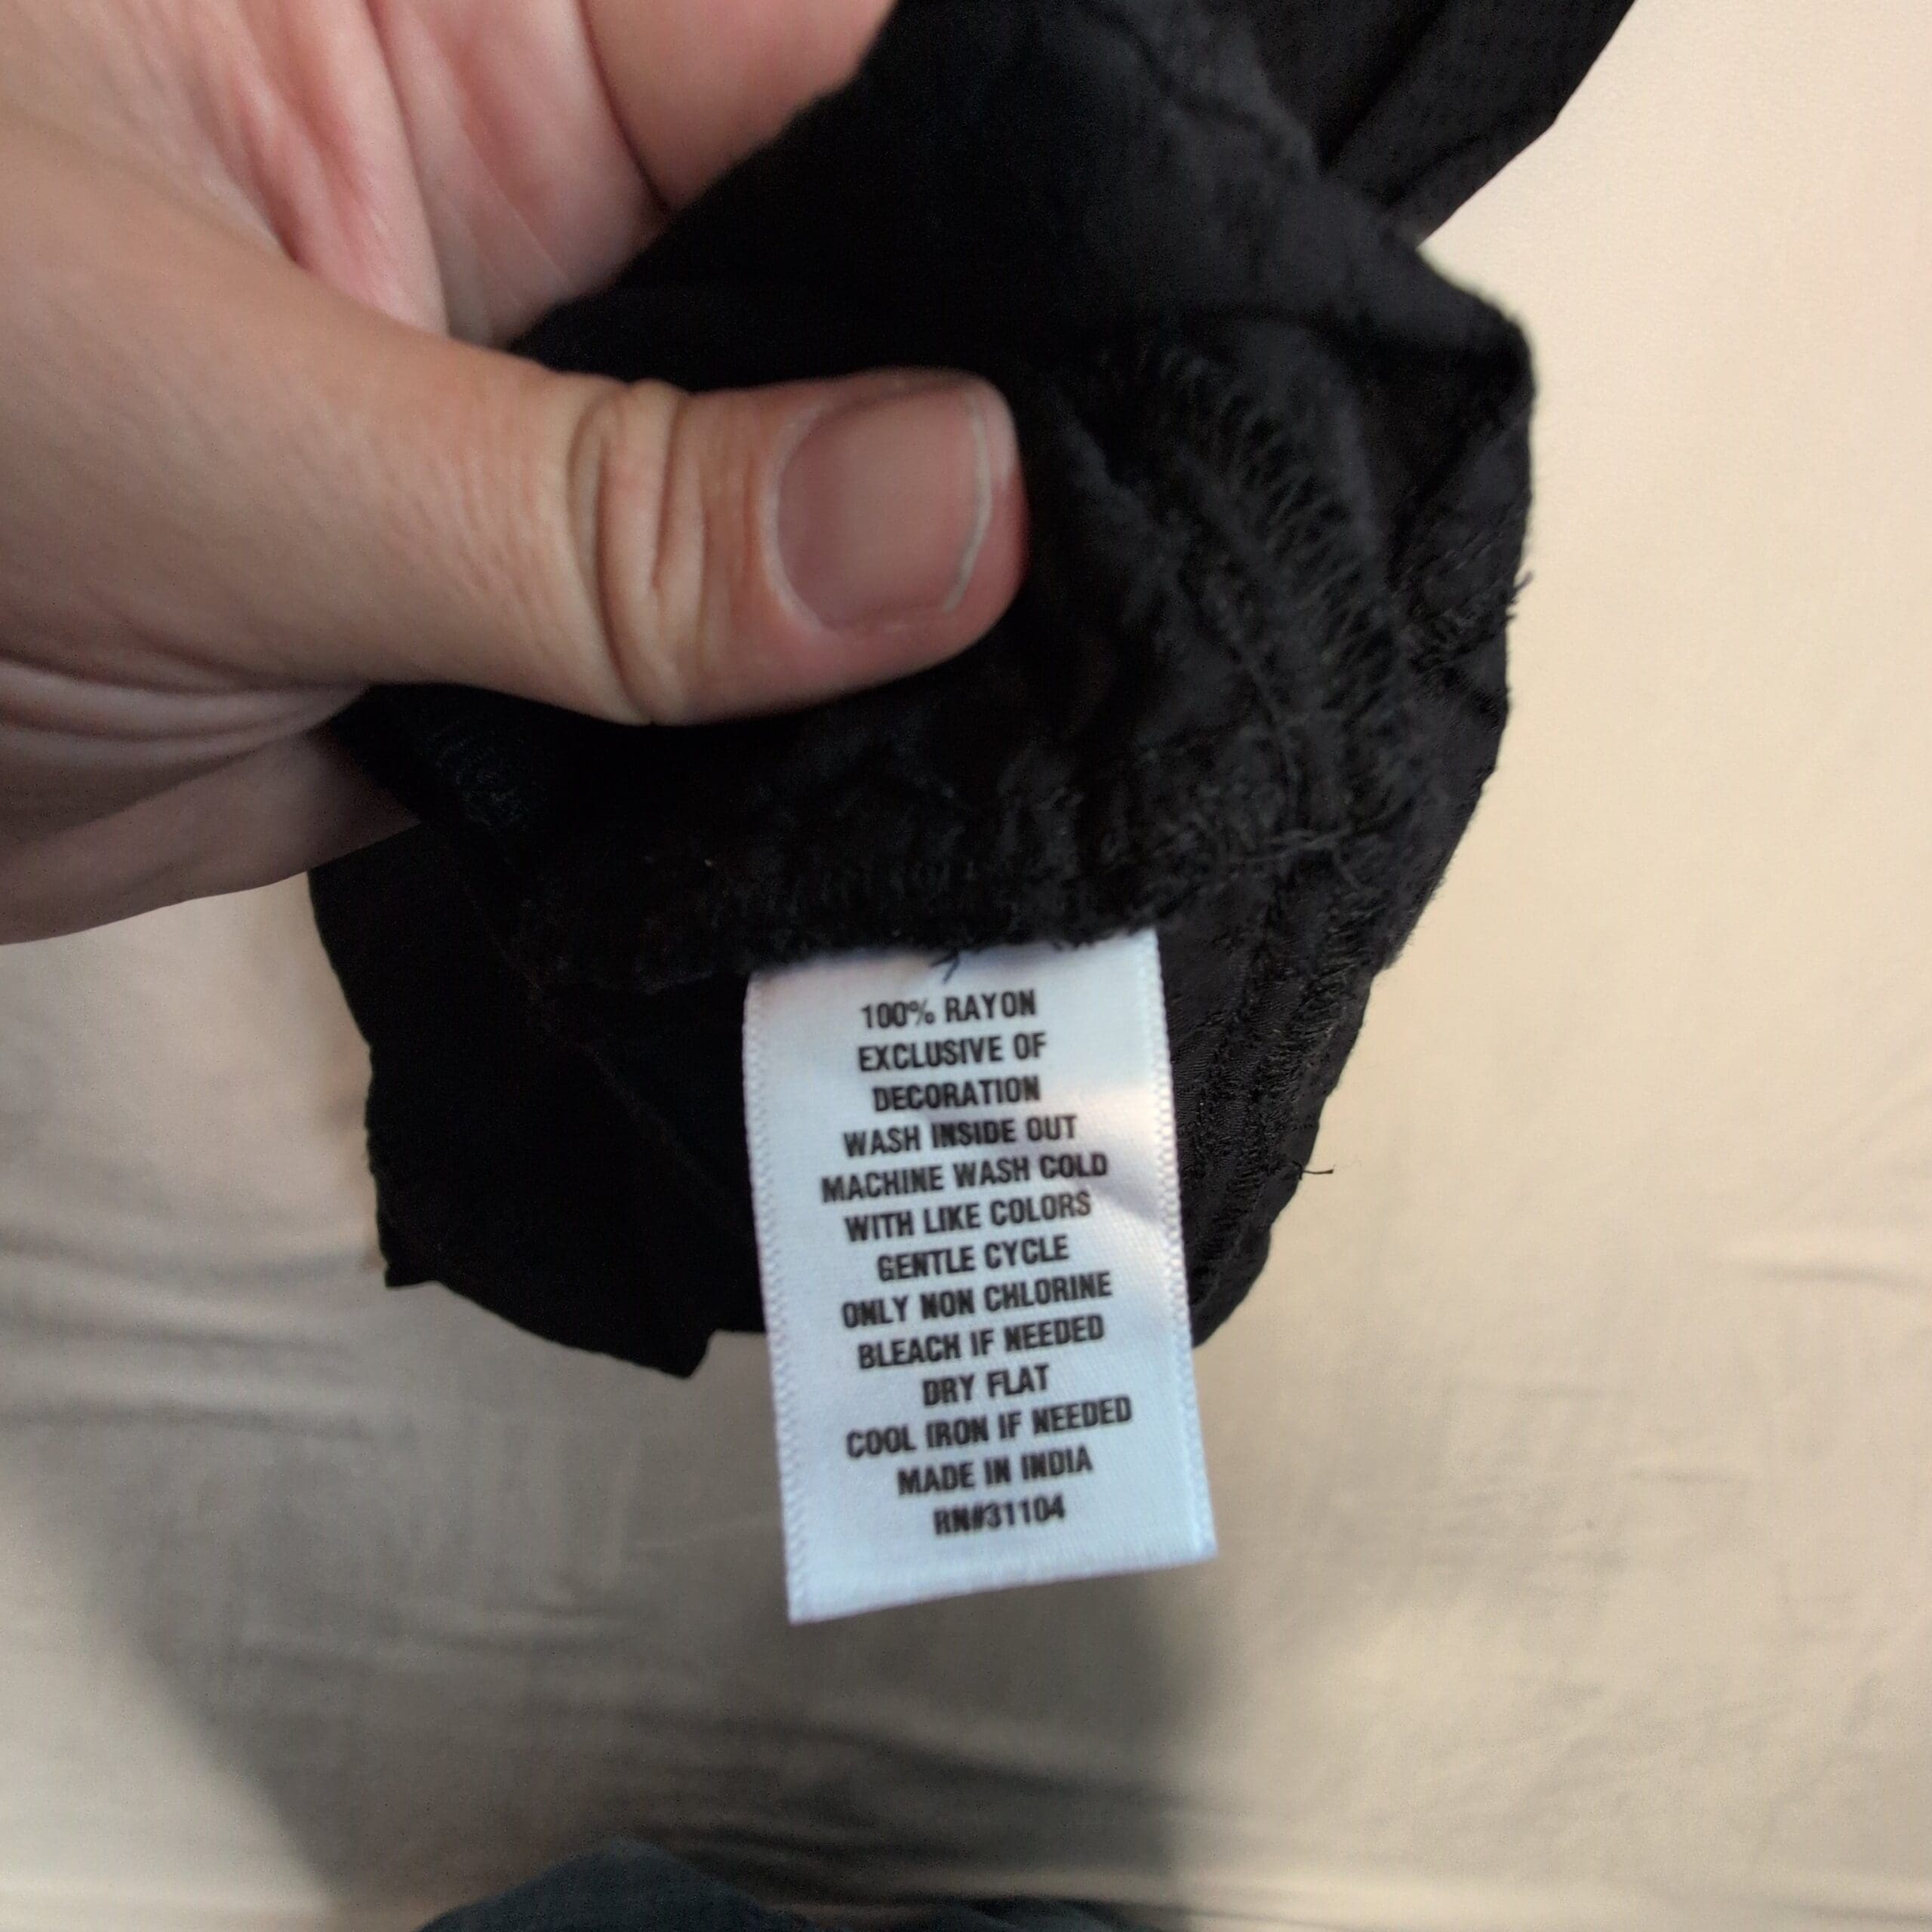 100% RAYON
EXCLUSIVE OF
DECORATION
WASH INSIDE OUT
MACHINE WASH COLD
WITH LIKE COLORS
GENTLE CYCLE
ONLY NON CHLORINE
BLEACH IF NEEDED
DRY FLAT
COOL IRON IF NEEDED
MADE IN INDIA
RN#31104